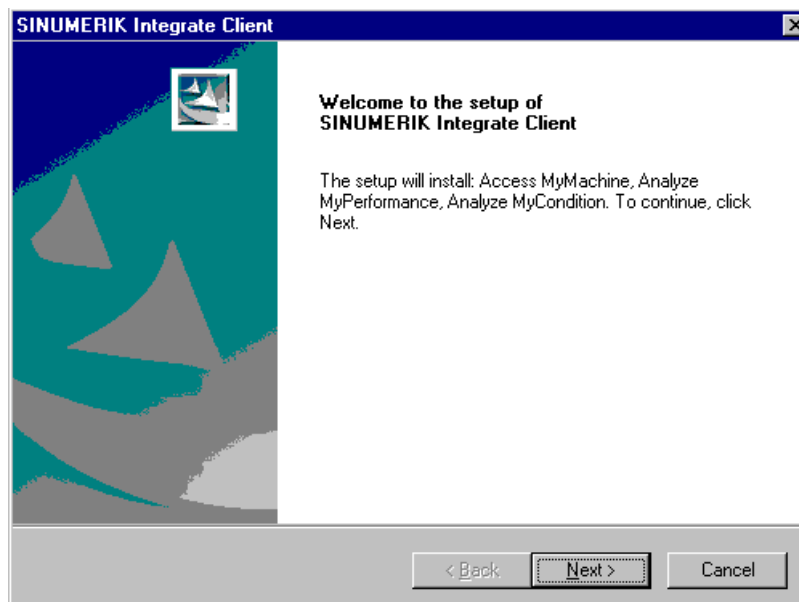 SINUMERIK Integrate Client
Welcome to the setup of
SINUMERIK Integrate Client
The setup will install: Access MyMachine, Analyze
MyPerformance, Analyze MyCondition. To continue, click
Next.
< Back
Next >
Cancel